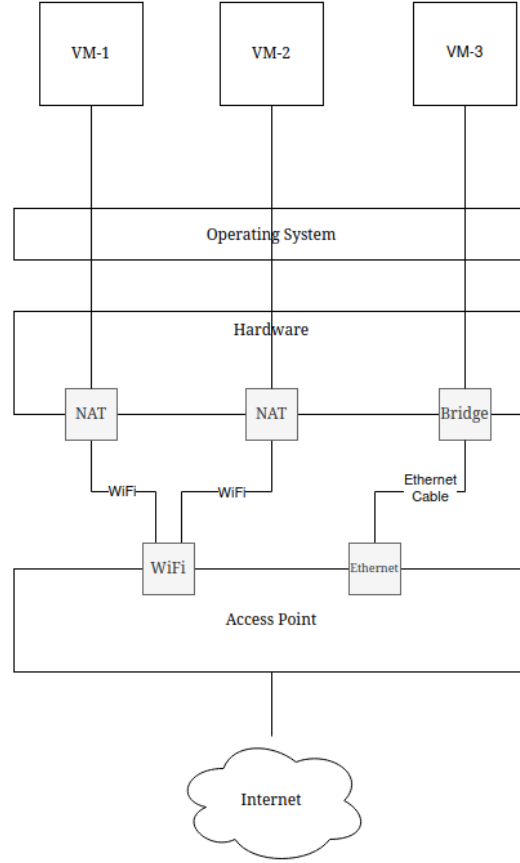 VM-1
VM-2
VM-3
Operating System
Hardware
NAT
NAT
Bridge
WiFi
WiFi
Ethernet
Cable
WiFi
Ethernet
Access Point
Internet